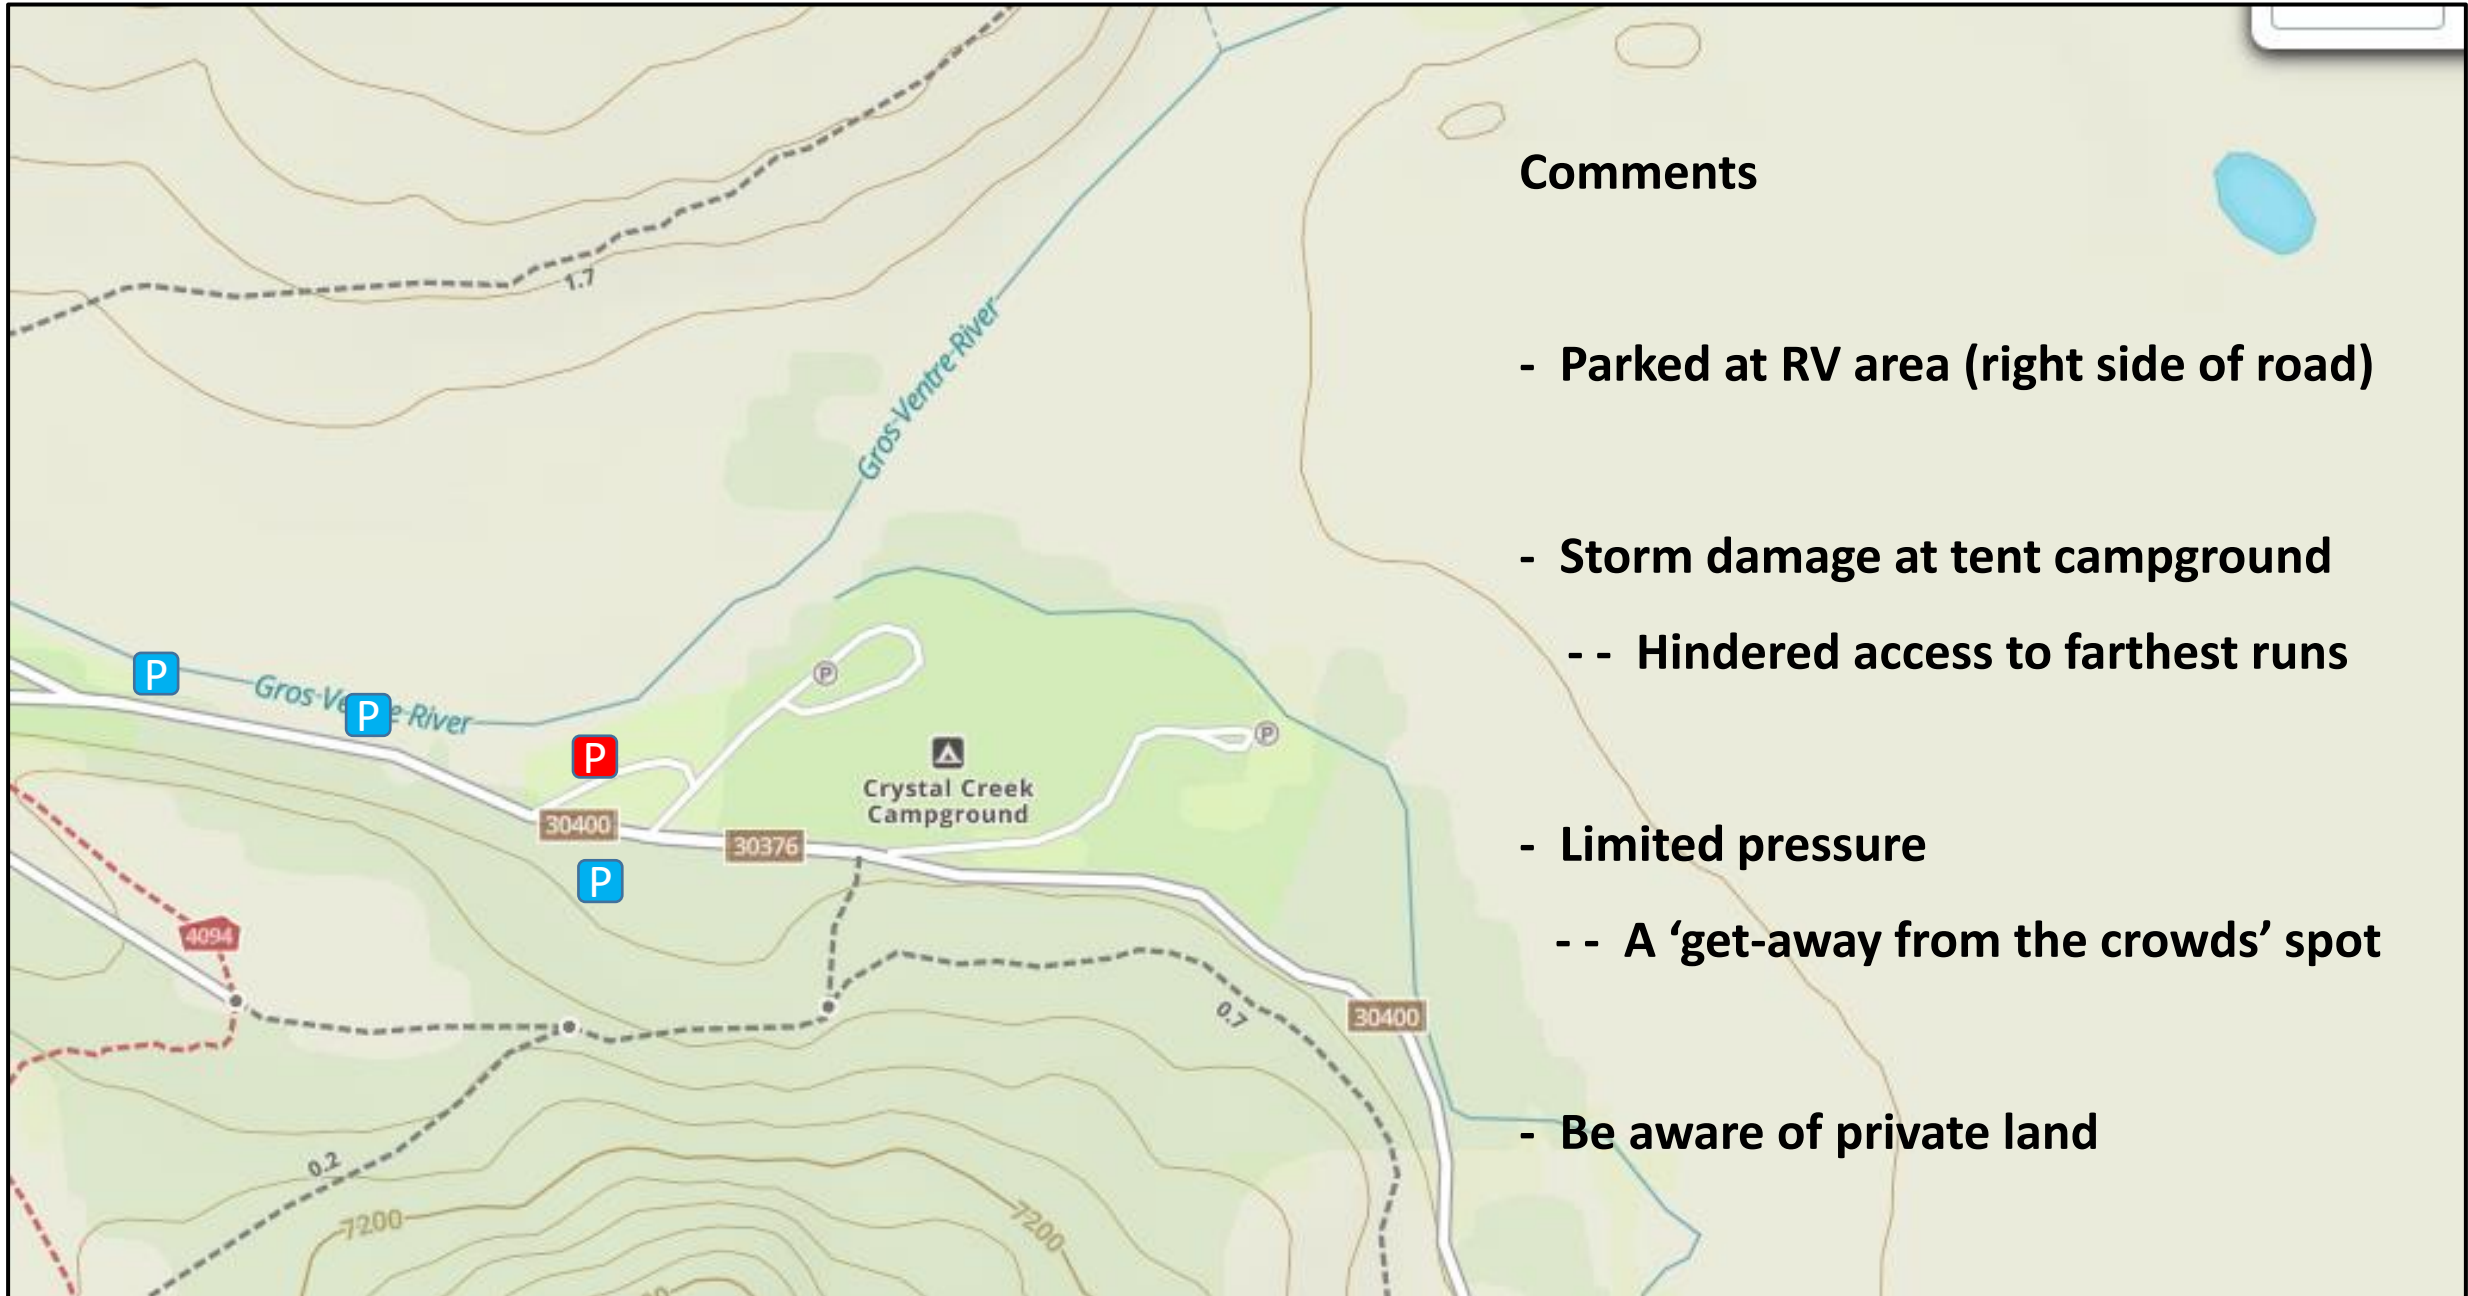 Comments
- Parked at RV area (right side of road)
- Storm damage at tent campground
- - Hindered access to farthest runs
- Limited pressure
- - A ‘get-away from the crowds’ spot
- Be aware of private land
1.7
Gros Ventre River
P
Gros Ventre River
P
P
P
P
P
Crystal Creek
Campground
30400
30376
P
4094
0.7
30400
0.2
7200
7200